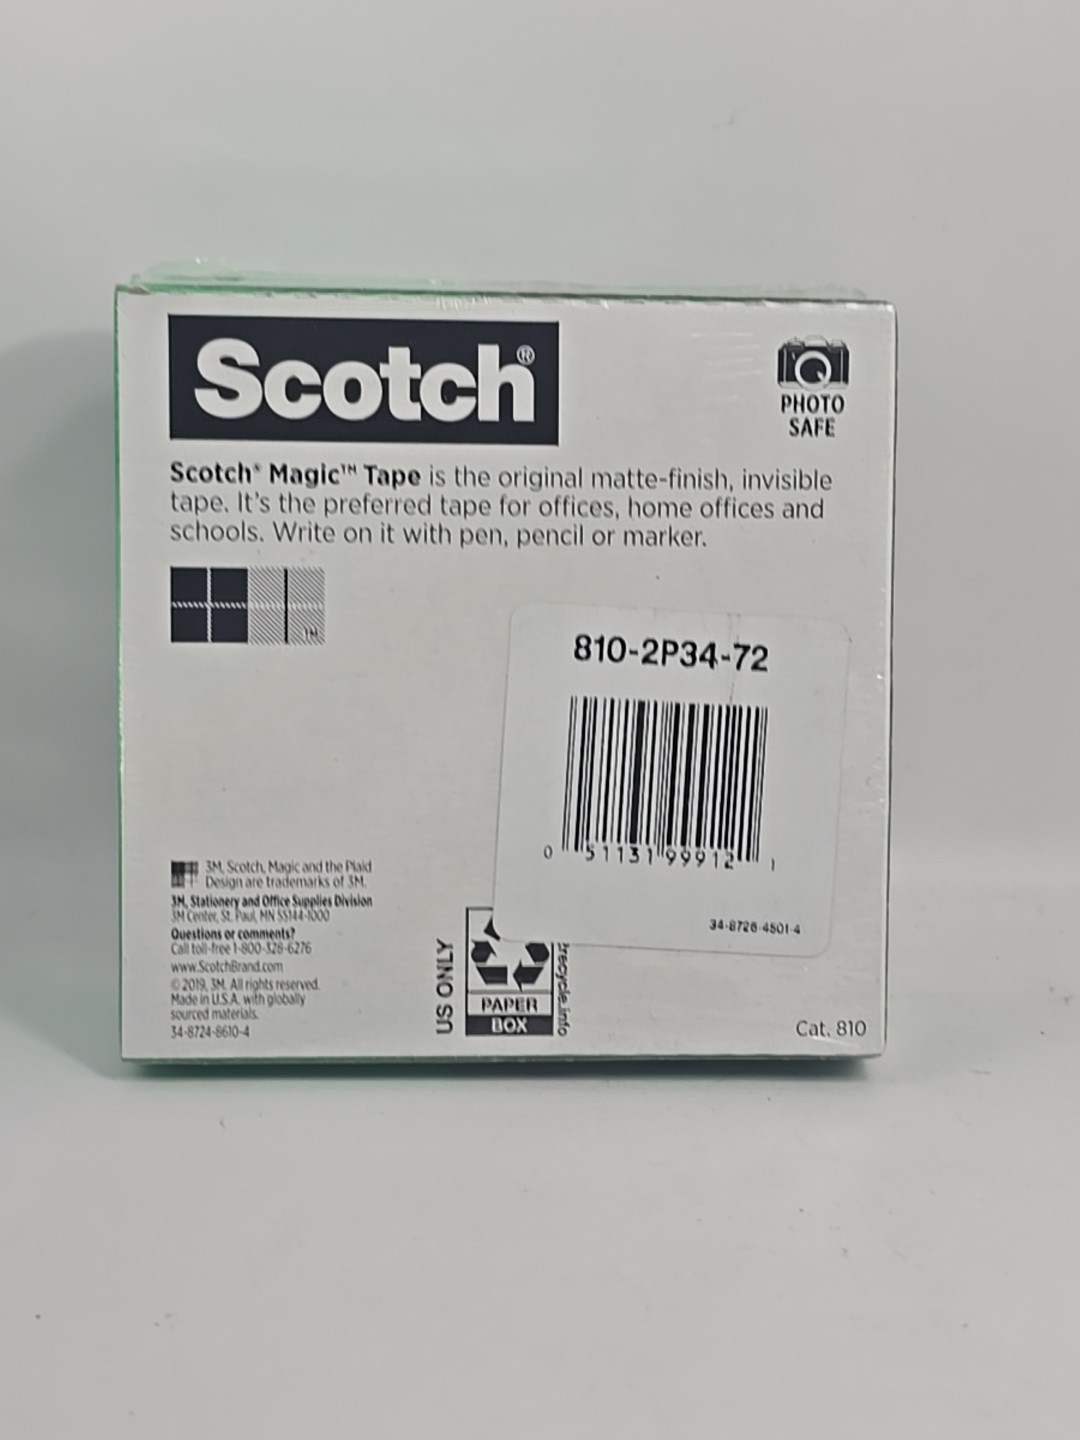 Scotch®
PHOTO
SAFE
Scotch® Magic™ Tape is the original matte-finish, invisible
tape. It's the preferred tape for offices, home offices and
schools. Write on it with pen, pencil or marker.
TM
810-2P34-72
0 51131 99912 1
34-8726-4501-4
3M, Scotch, Magic and the Plaid
Design are trademarks of 3M.
3M, Stationery and Office Supplies Division
3M Center, St. Paul, MN 55144-1000
Questions or comments?
Call toll-free 1-800-328-6276
www.ScotchBrand.com
© 2019, 3M. All rights reserved.
Made in U.S.A. with globally
sourced materials.
34-8724-8610-4
US ONLY
PAPER
BOX
recycle.info
Cat. 810